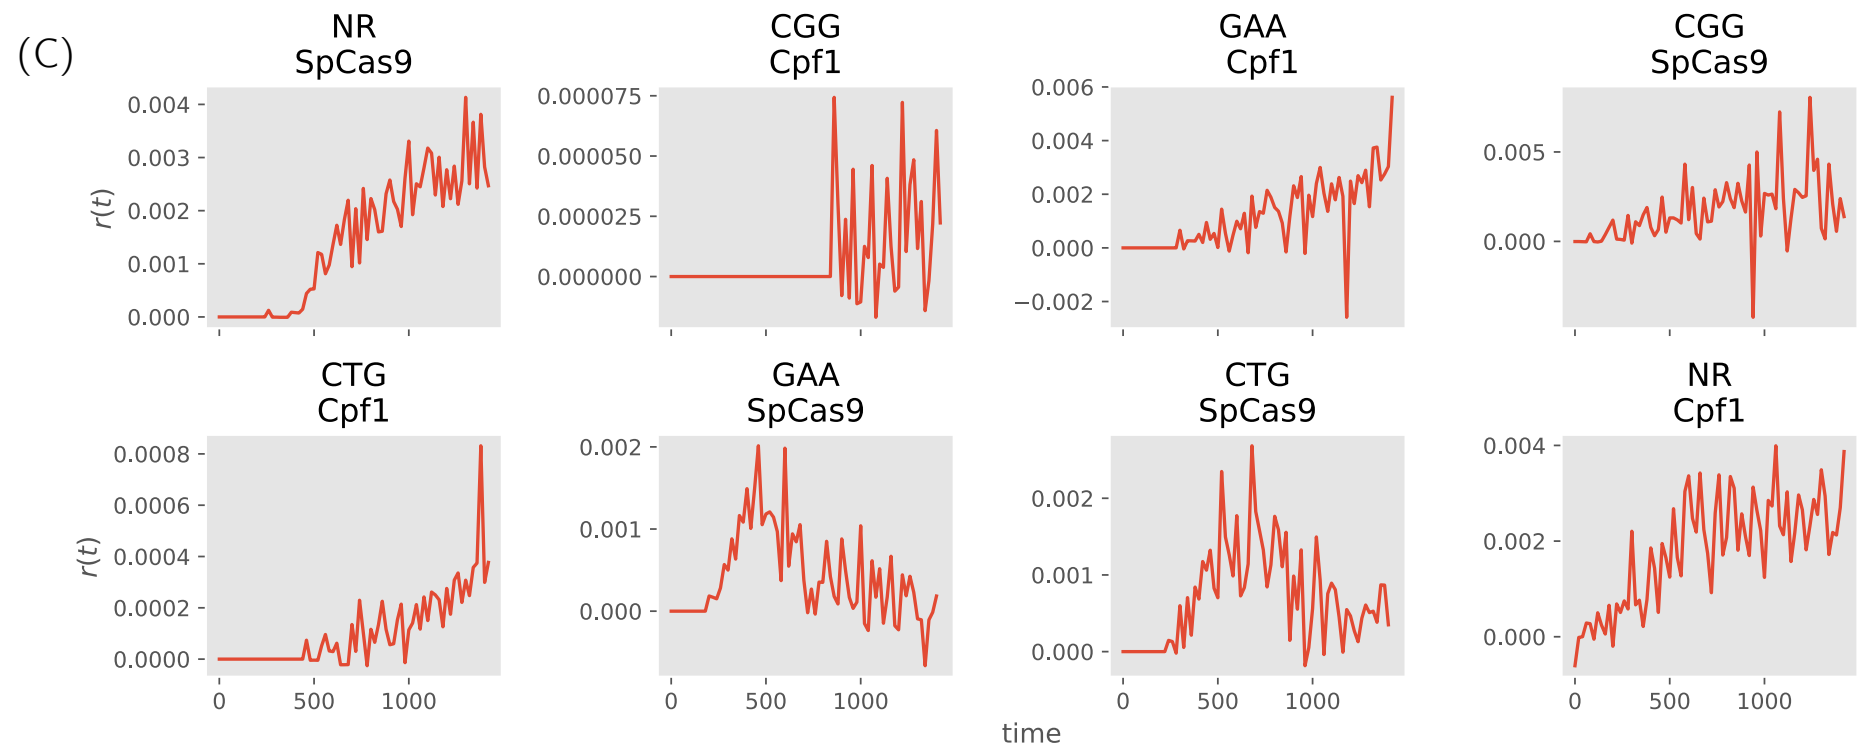 (C)
NR
SpCas9
CGG
Cpf1
GAA
Cpf1
CGG
SpCas9
r(t)
0.004
0.003
0.002
0.001
0.000
0.000075
0.000050
0.000025
0.000000
0.006
0.004
0.002
0.000
−0.002
0.005
0.000
CTG
Cpf1
GAA
SpCas9
CTG
SpCas9
NR
Cpf1
r(t)
0.0008
0.0006
0.0004
0.0002
0.0000
0.002
0.001
0.000
0.002
0.001
0.000
0.004
0.002
0.000
0 500 1000
0 500 1000
0 500 1000
0 500 1000
time